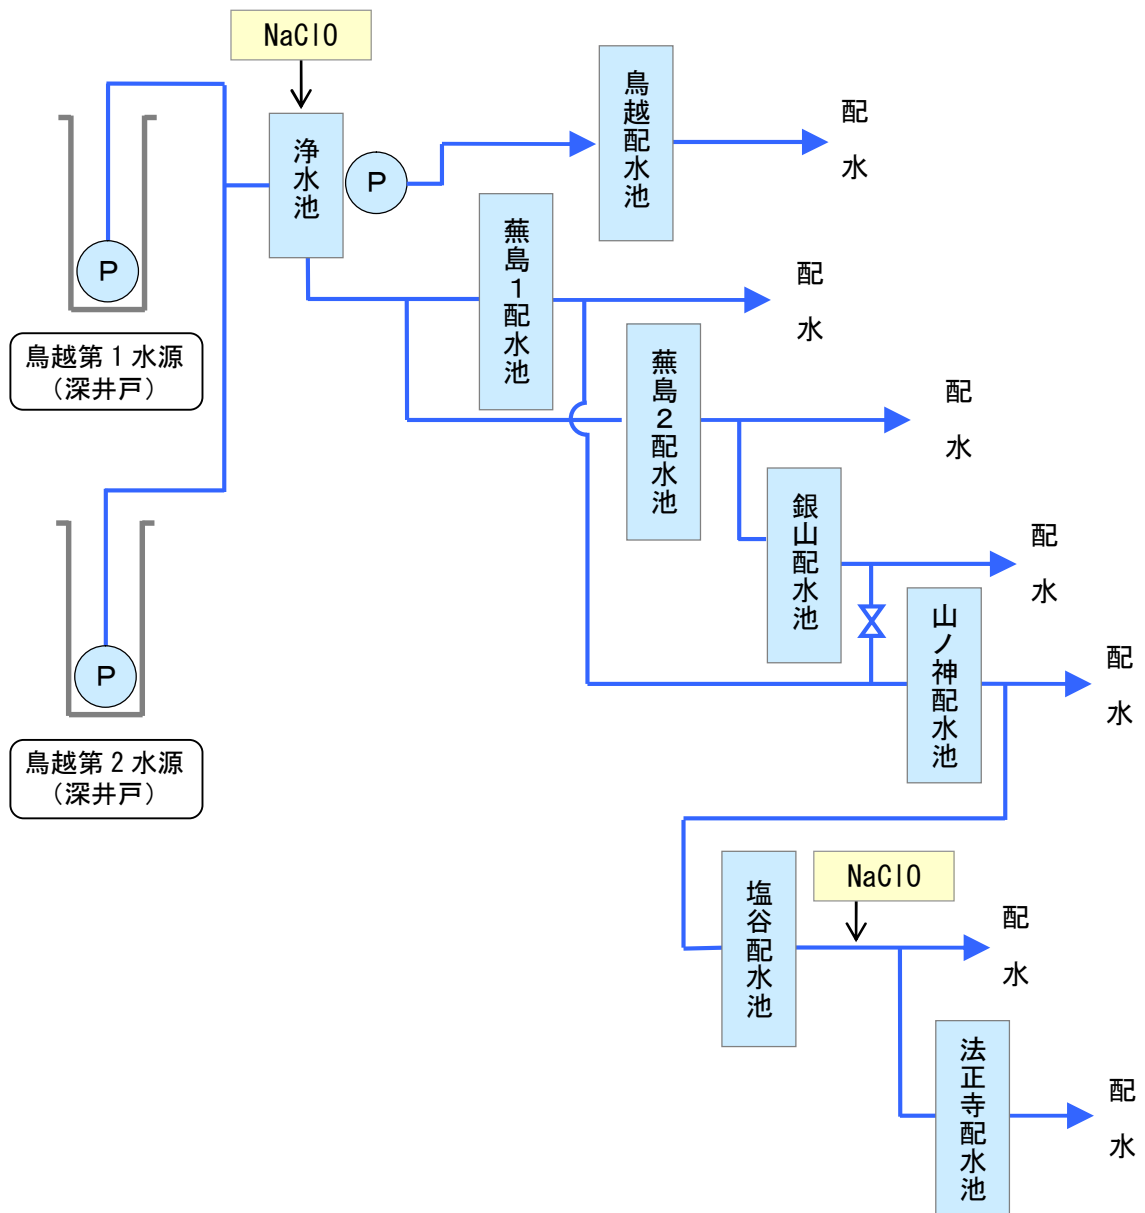 NaClO
鳥越配水池
配水
浄水池
P
蕪島1配水池
配水
P
鳥越第1水源
（深井戸）
蕪島2配水池
配水
銀山配水池
配水
山ノ神配水池
配水
P
鳥越第2水源
（深井戸）
塩谷配水池
NaClO
配水
法正寺配水池
配水